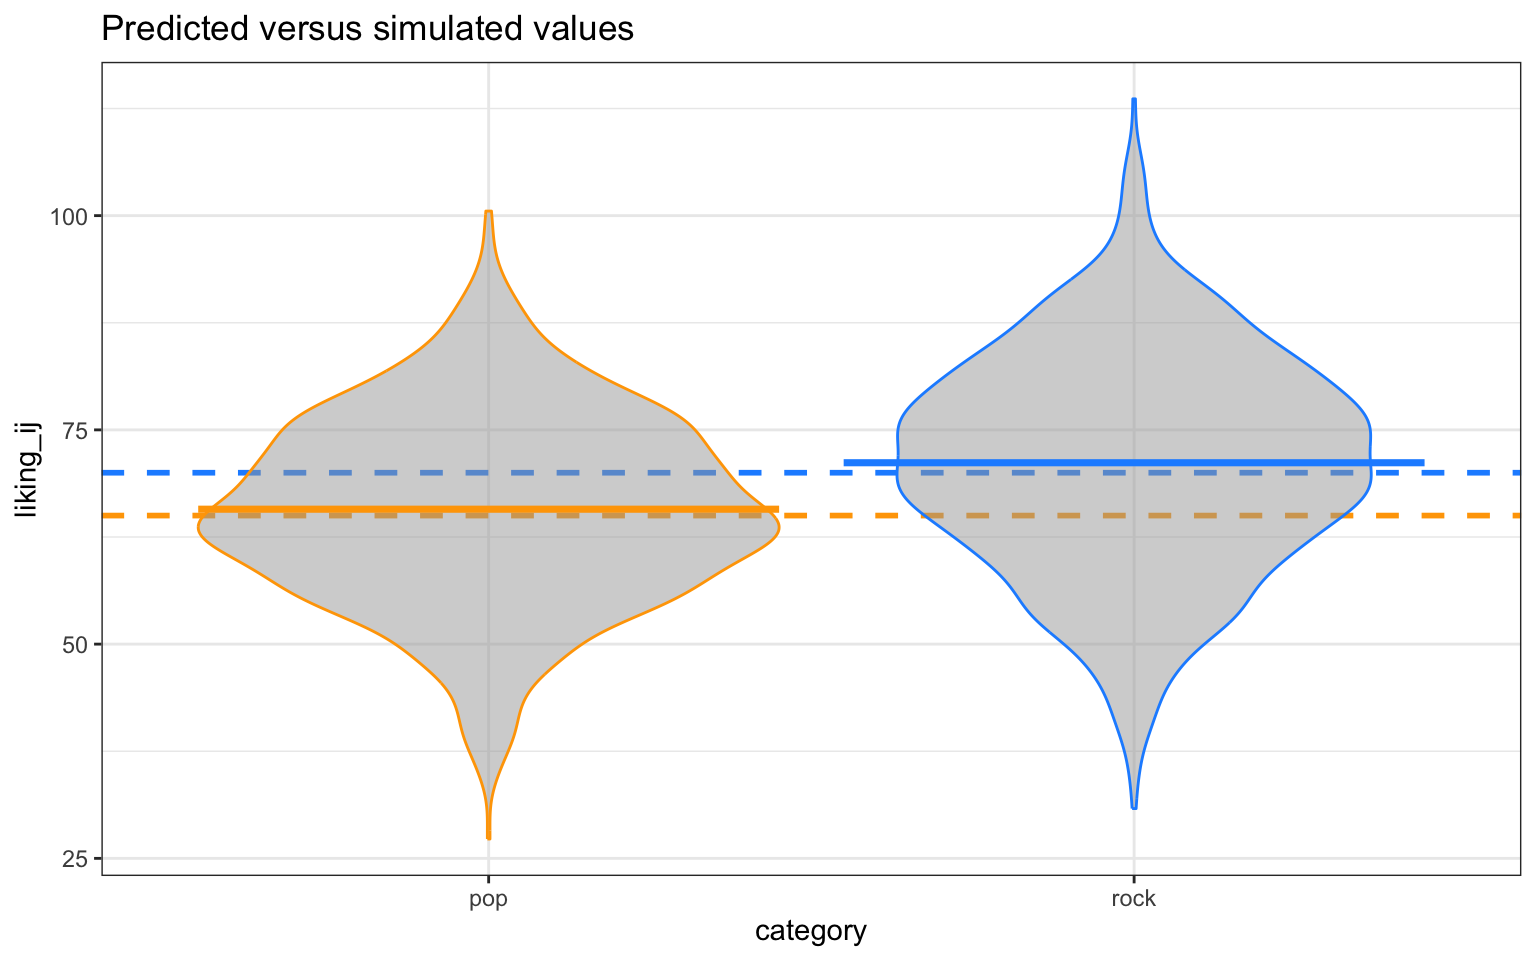 Predicted versus simulated values
liking_ij
100
75
50
25
pop rock
category